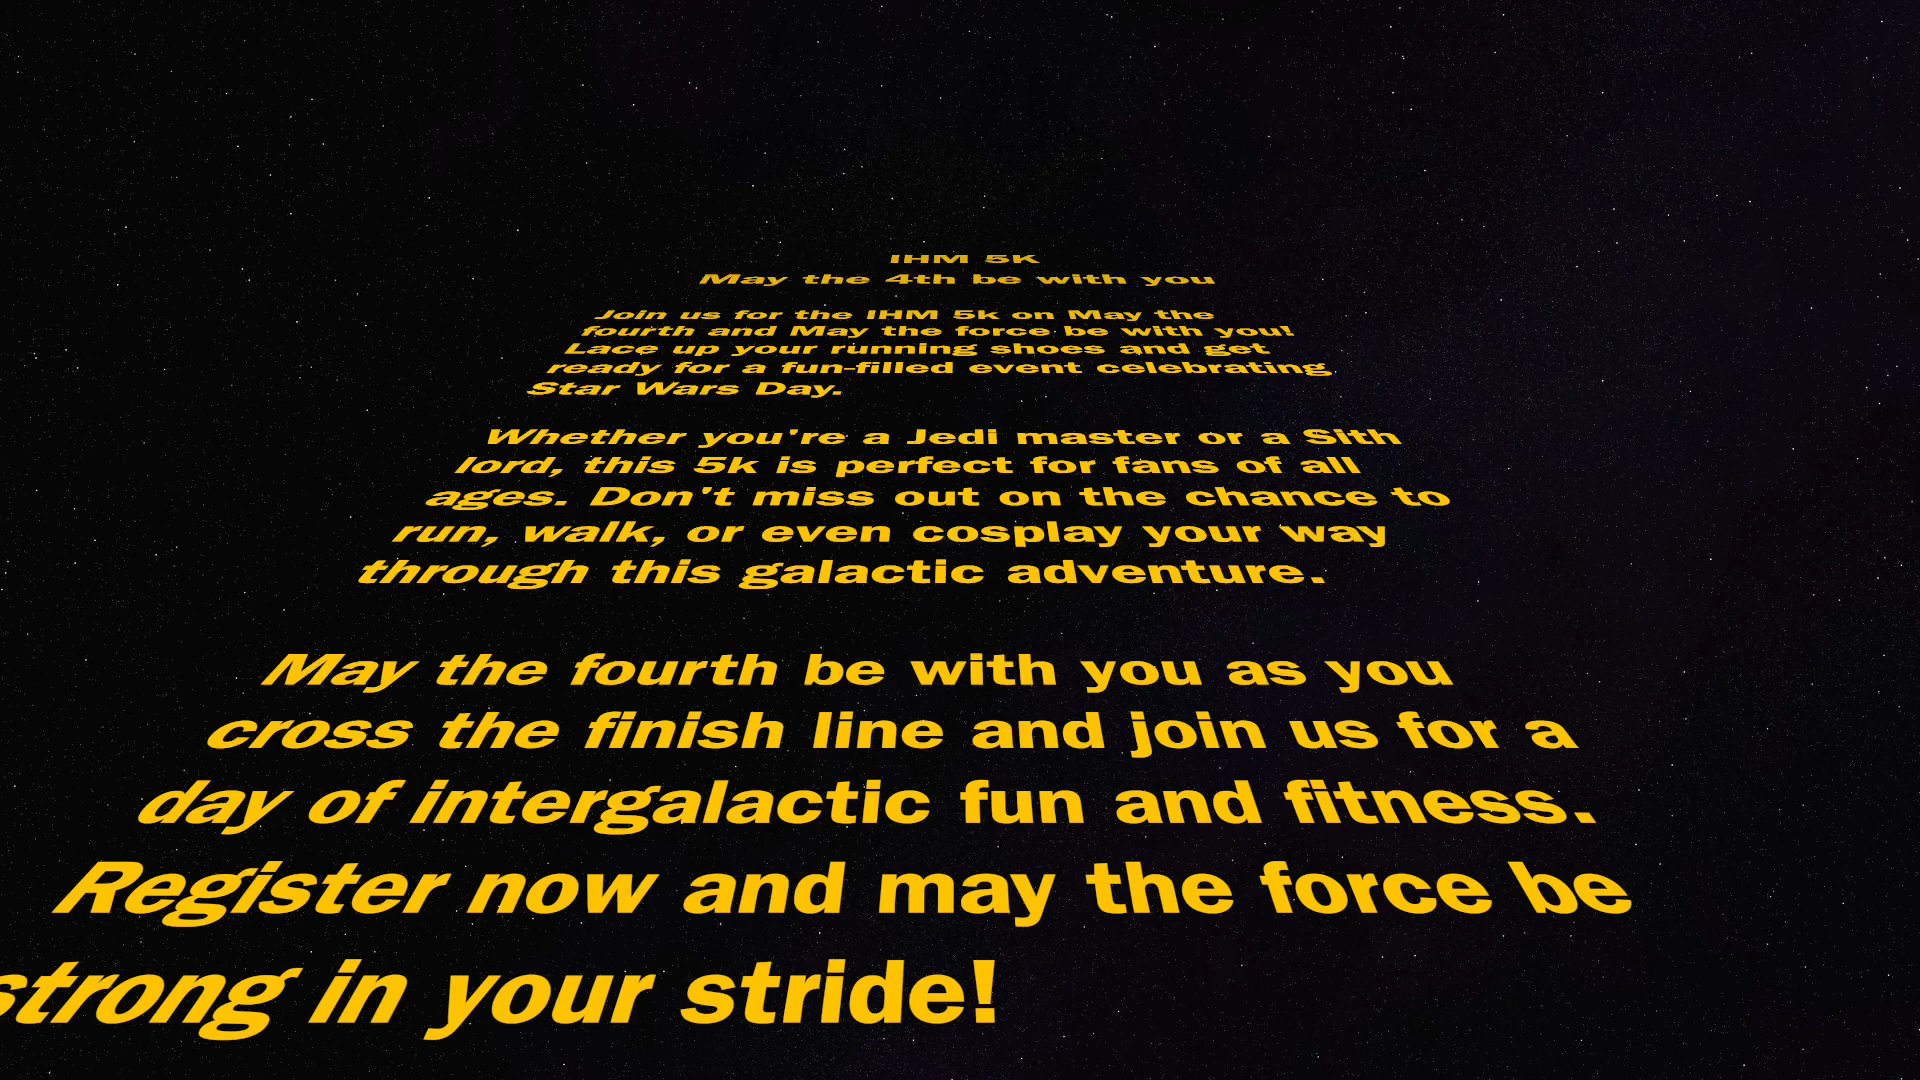 IHM 5K
May the 4th be with you
Join us for the IHM 5k on May the
fourth and May the force be with you!
Lace up your running shoes and get
ready for a fun-filled event celebrating
Star Wars Day.
Whether you're a Jedi master or a Sith
lord, this 5k is perfect for fans of all
ages. Don't miss out on the chance to
run, walk, or even cosplay your way
through this galactic adventure.
May the fourth be with you as you
cross the finish line and join us for a
day of intergalactic fun and fitness.
Register now and may the force be
strong in your stride!